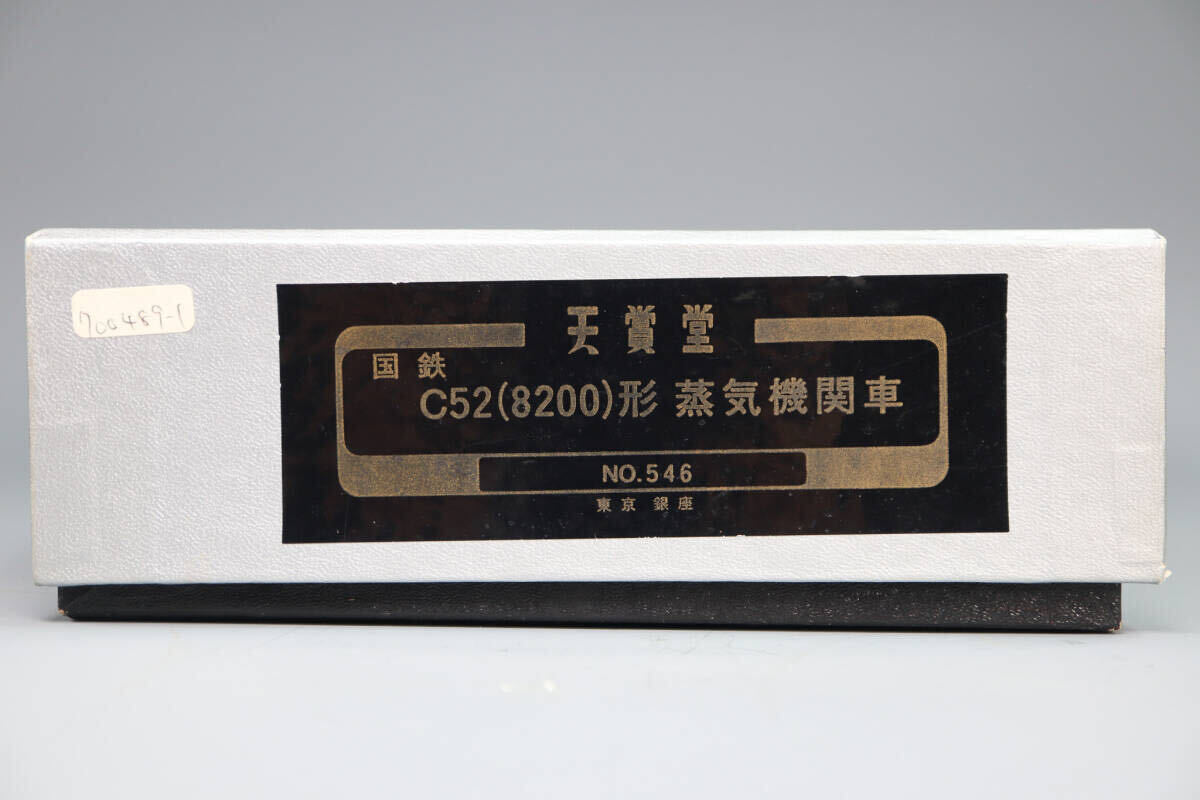 700489-1
天賞堂
国鉄
C52(8200)形 蒸気機関車
NO.546
東京 銀座